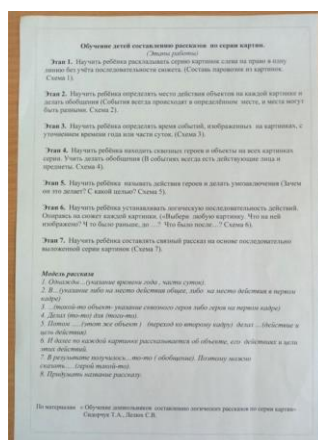 Обучение детей составлению рассказов по серии картин.
(Этапы работы)
Этап 1. Научить ребёнка раскладывать серию картинок слева на право в одну
линию без учёта последовательности сюжета. (Составь паровозик из картинок.
Схема 1).
Этап 2. Научить ребёнка определять место действия объектов на каждой картинке и
делать обобщения (События всегда происходят в определённом месте, и места могут
быть разными. Схема 2).
Этап 3. Научить ребёнка определять время событий, изображенных на картинках, с
уточнением времени года или части суток. (Схема 3).
Этап 4. Научить ребёнка находить сквозных героев и объекты на всех картинках
серии. Учить делать обобщения (В событиях всегда есть действующие лица и
предметы. Схема 4).
Этап 5. Научить ребёнка называть действия героев и делать умозаключения (Зачем
он это делает? С какой целью? Схема 5).
Этап 6. Научить ребёнка устанавливать логическую последовательность действий.
Опираясь на сюжет каждой картинки. («Выбери любую картинку. Что на ней
изображено? Что было раньше, до …? Что было после…? Схема 6).
Этап 7. Научить ребёнка составлять связный рассказ на основе последовательно
выложенной серии картинок (Схема 7).
Модель рассказа
1. Однажды…(указание времени года , части суток)
2. В…(указание либо на место действия общее, либо на место действия в первом
кадре)
3. …(такой-то объект- указание сквозного героя либо героя на первом кадре)
4. Делал (то-то) для (того-то).
5. Потом ….(этот же объект ) (переход ко второму кадру) делал…(действие и
цель действия)
6. И далее по каждой картинке рассказывается об объекте, его действиях и цели
этих действий.
7. В результате получилось…то-то ( обобщение). Поэтому можно
сказать…. (герой такой-то).
8. Придумать название рассказу.
По материалам « Обучение дошкольников составлению логических рассказов по серии картин»
Сидорчук Т.А., Лелюх С.В.